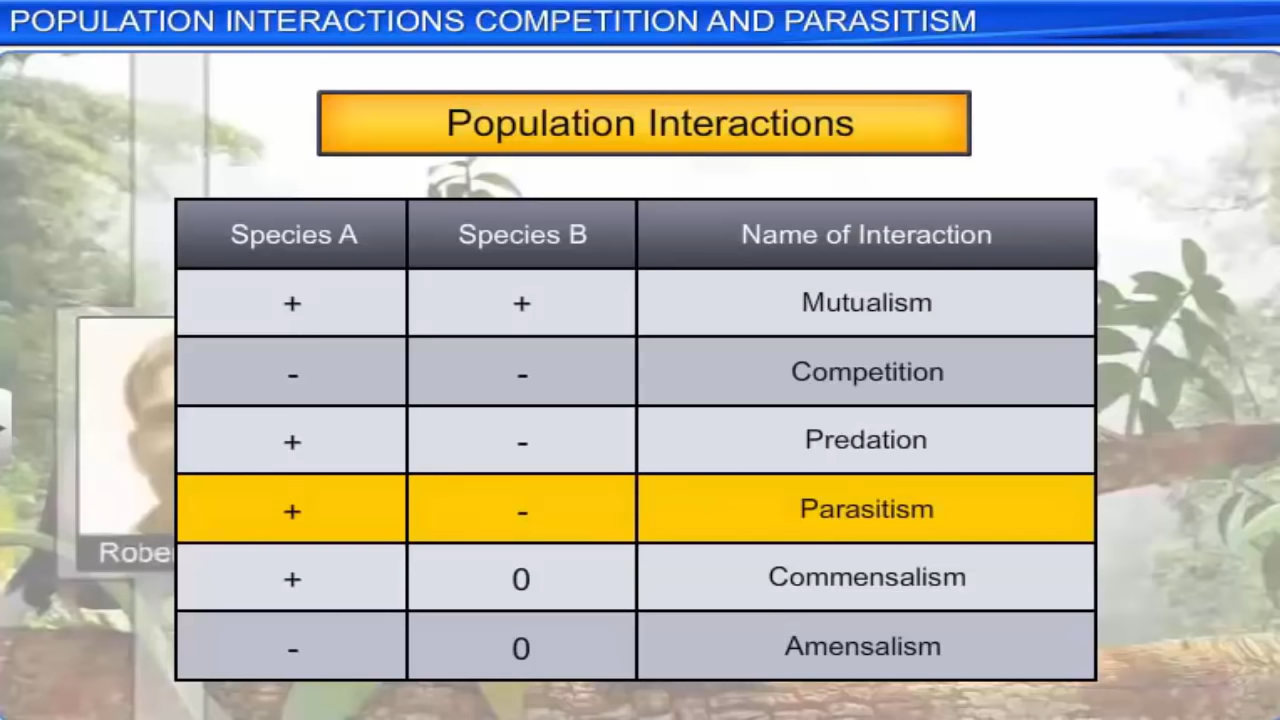 POPULATION INTERACTIONS COMPETITION AND PARASITISM
Population Interactions
Species A Species B Name of Interaction
+ + Mutualism
- - Competition
+ - Predation
+ - Parasitism
+ 0 Commensalism
- 0 Amensalism
Robe